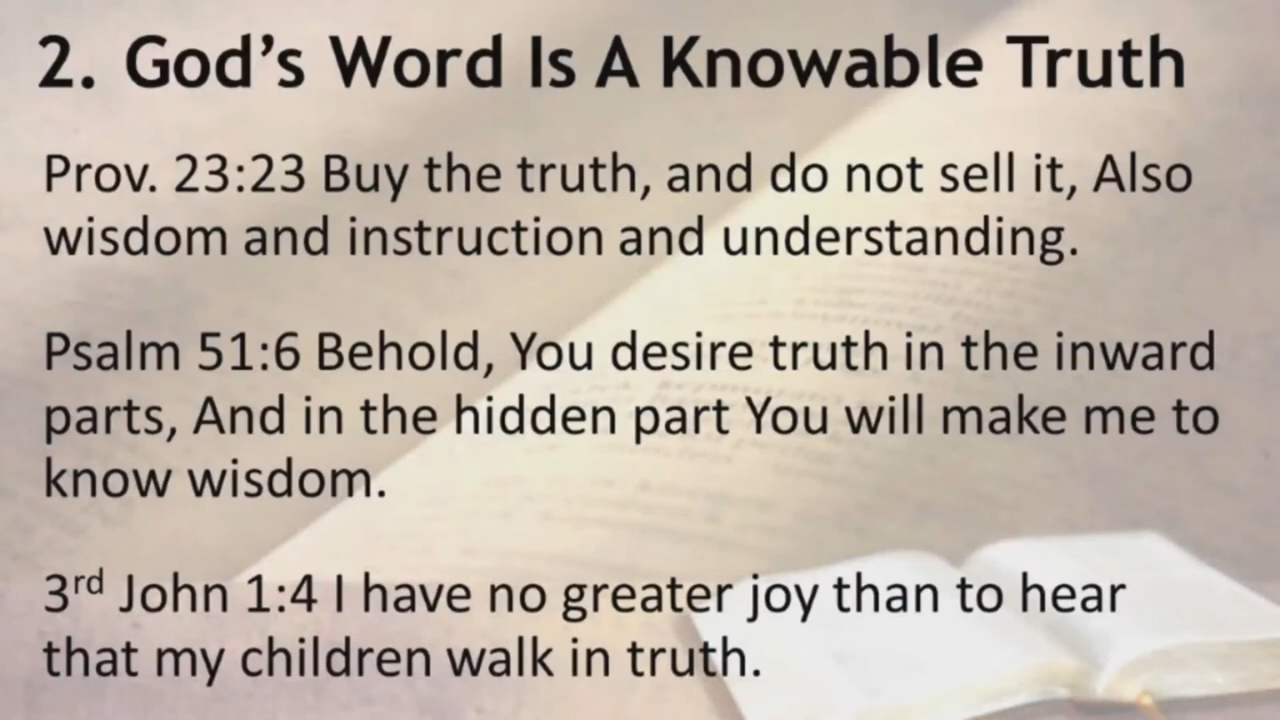 2. God’s Word Is A Knowable Truth
Prov. 23:23 Buy the truth, and do not sell it, Also
wisdom and instruction and understanding.
Psalm 51:6 Behold, You desire truth in the inward
parts, And in the hidden part You will make me to
know wisdom.
3rd John 1:4 I have no greater joy than to hear
that my children walk in truth.